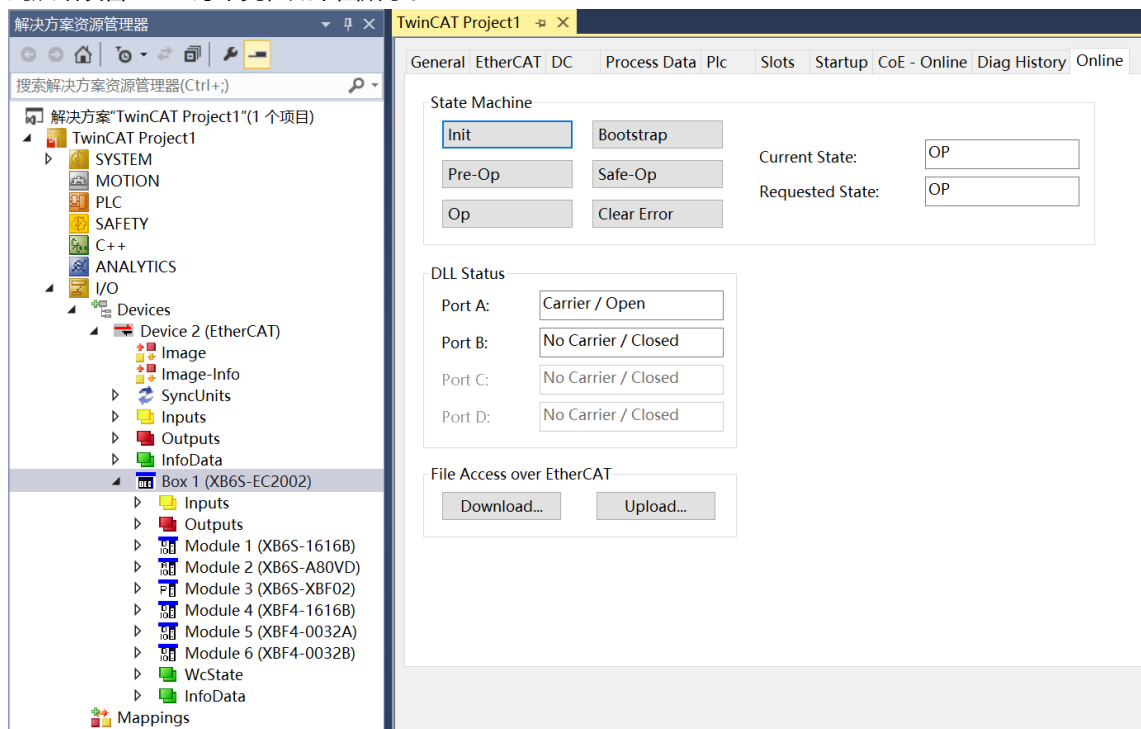 解决方案资源管理器
搜索解决方案资源管理器(Ctrl+;)
解决方案"TwinCAT Project1"(1 个项目)
TwinCAT Project1
SYSTEM
MOTION
PLC
SAFETY
C++
ANALYTICS
I/O
Devices
Device 2 (EtherCAT)
Image
Image-Info
SyncUnits
Inputs
Outputs
InfoData
Box 1 (XB6S-EC2002)
Inputs
Outputs
Module 1 (XB6S-1616B)
Module 2 (XB6S-A80VD)
Module 3 (XB6S-XBF02)
Module 4 (XBF4-1616B)
Module 5 (XBF4-0032A)
Module 6 (XBF4-0032B)
WcState
InfoData
Mappings
TwinCAT Project1
General EtherCAT DC Process Data Plc Slots Startup CoE - Online Diag History Online
State Machine
Init Bootstrap
Pre-Op Safe-Op
Op Clear Error
Current State: OP
Requested State: OP
DLL Status
Port A: Carrier / Open
Port B: No Carrier / Closed
Port C: No Carrier / Closed
Port D: No Carrier / Closed
File Access over EtherCAT
Download... Upload...